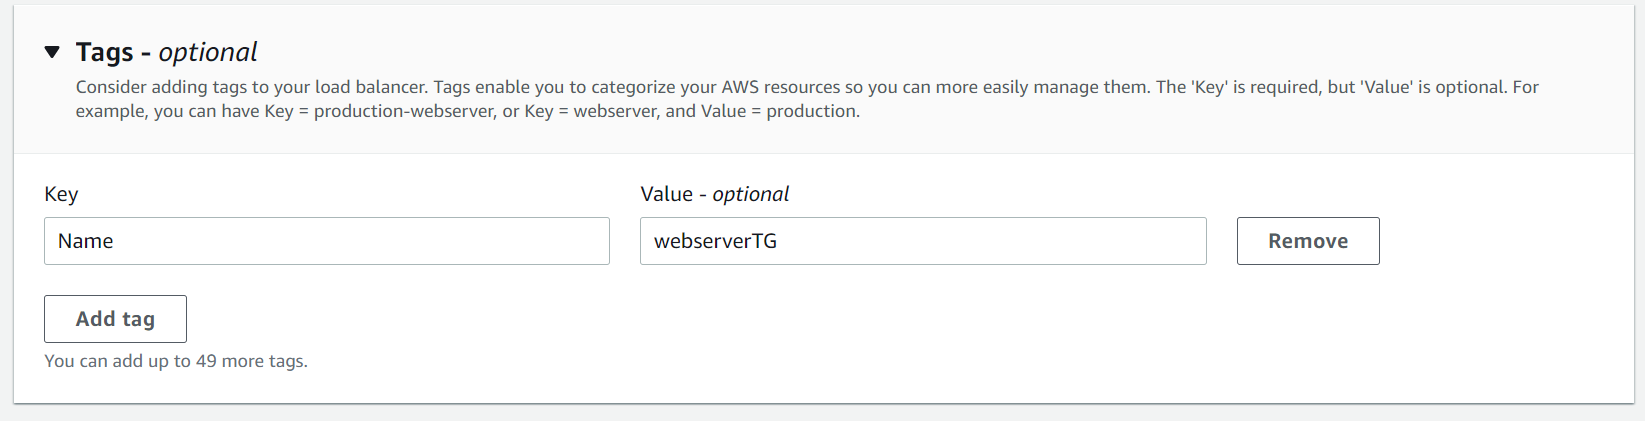 Tags - optional
Consider adding tags to your load balancer. Tags enable you to categorize your AWS resources so you can more easily manage them. The 'Key' is required, but 'Value' is optional. For
example, you can have Key = production-webserver, or Key = webserver, and Value = production.
Key
Value - optional
Name
webserverTG
Remove
Add tag
You can add up to 49 more tags.